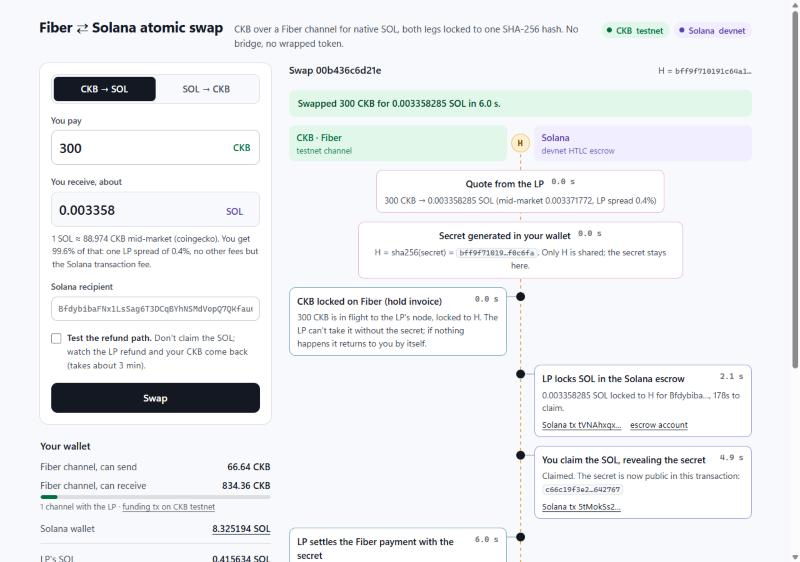 Fiber ⇄ Solana atomic swap
CKB over a Fiber channel for native SOL, both legs locked to one SHA-256 hash. No
bridge, no wrapped token.
CKB testnet
Solana devnet
CKB → SOL
SOL → CKB
You pay
300 CKB
You receive, about
0.003358 SOL
1 SOL ≈ 88,974 CKB mid-market (coingecko). You get
99.6% of that: one LP spread of 0.4%, no other fees but
the Solana transaction fee.
Solana recipient
BfdybibaFNx1LsSag6T3DCqBYhNSMdVopQ7QHfau
Test the refund path. Don't claim the SOL;
watch the LP refund and your CKB come back
(takes about 3 min).
Swap
Your wallet
Fiber channel, can send 66.64 CKB
Fiber channel, can receive 834.36 CKB
1 channel with the LP · funding tx on CKB testnet
Solana wallet 8.325194 SOL
LP's SOL 0.415634 SOL
Swap 00b436c6d21e
H = bff9f710191c64a1…
Swapped 300 CKB for 0.003358285 SOL in 6.0 s.
CKB · Fiber
testnet channel
H
Solana
devnet HTLC escrow
Quote from the LP 0.0 s
300 CKB → 0.003358285 SOL (mid-market 0.003371772, LP spread 0.4%)
Secret generated in your wallet 0.0 s
H = sha256(secret) = bff9f71019…f0c6fa. Only H is shared; the secret stays
here.
CKB locked on Fiber (hold invoice) 0.0 s
300 CKB is in flight to the LP's node, locked to H. The
LP can't take it without the secret; if nothing
happens it returns to you by itself.
LP locks SOL in the Solana escrow 2.1 s
0.003358285 SOL locked to H for Bfdybiba…, 178s to
claim.
Solana tx tVNAhxqx… escrow account
You claim the SOL, revealing the secret 4.9 s
Claimed. The secret is now public in this transaction:
c66c19f3e2…642767
Solana tx 5tMokSs2…
LP settles the Fiber payment with the 6.0 s
secret